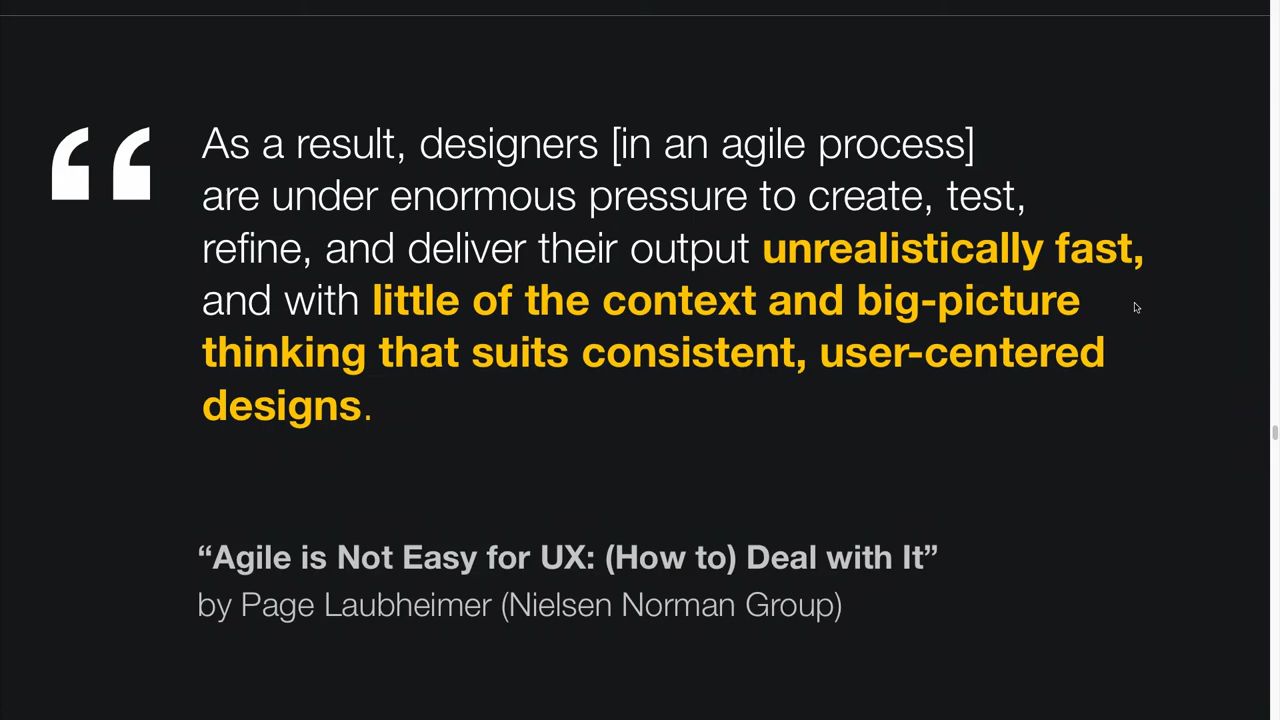 “
As a result, designers [in an agile process]
are under enormous pressure to create, test,
refine, and deliver their output unrealistically fast,
and with little of the context and big-picture
thinking that suits consistent, user-centered
designs.
“Agile is Not Easy for UX: (How to) Deal with It”
by Page Laubheimer (Nielsen Norman Group)